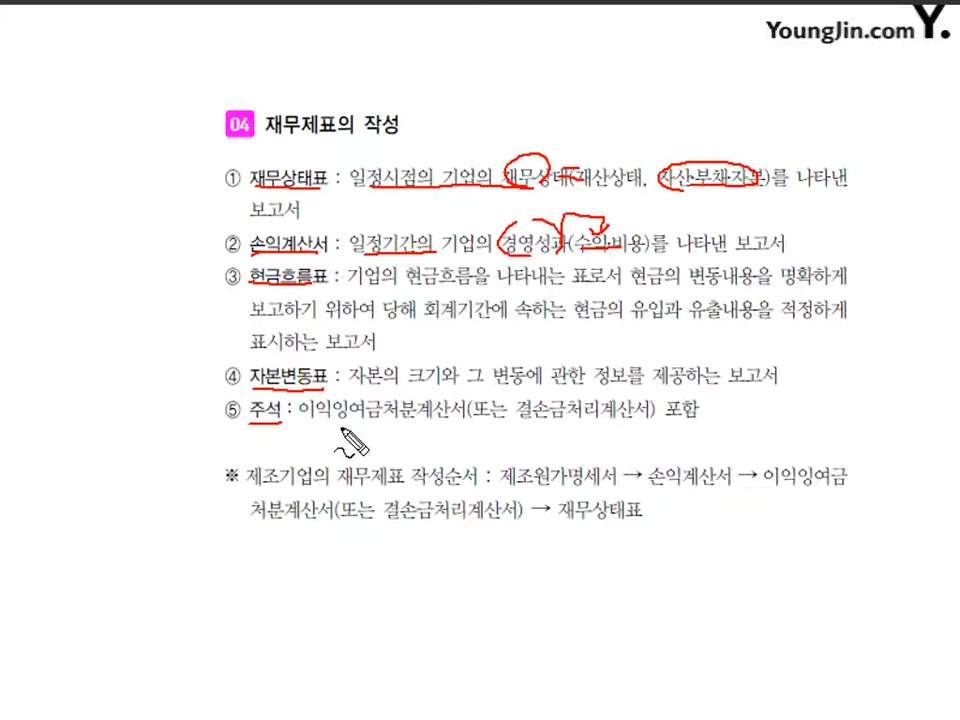 YoungJin.com Y.
04 재무제표의 작성
① 재무상태표 : 일정시점의 기업의 재무상태(재산상태, 자산·부채·자본)를 나타낸
보고서
② 손익계산서 : 일정기간의 기업의 경영성과(수익·비용)를 나타낸 보고서
③ 현금흐름표 : 기업의 현금흐름을 나타내는 표로서 현금의 변동내용을 명확하게
보고하기 위하여 당해 회계기간에 속하는 현금의 유입과 유출내용을 적정하게
표시하는 보고서
④ 자본변동표 : 자본의 크기와 그 변동에 관한 정보를 제공하는 보고서
⑤ 주석 : 이익잉여금처분계산서(또는 결손금처리계산서) 포함
※ 제조기업의 재무제표 작성순서 : 제조원가명세서 → 손익계산서 → 이익잉여금
처분계산서(또는 결손금처리계산서) → 재무상태표